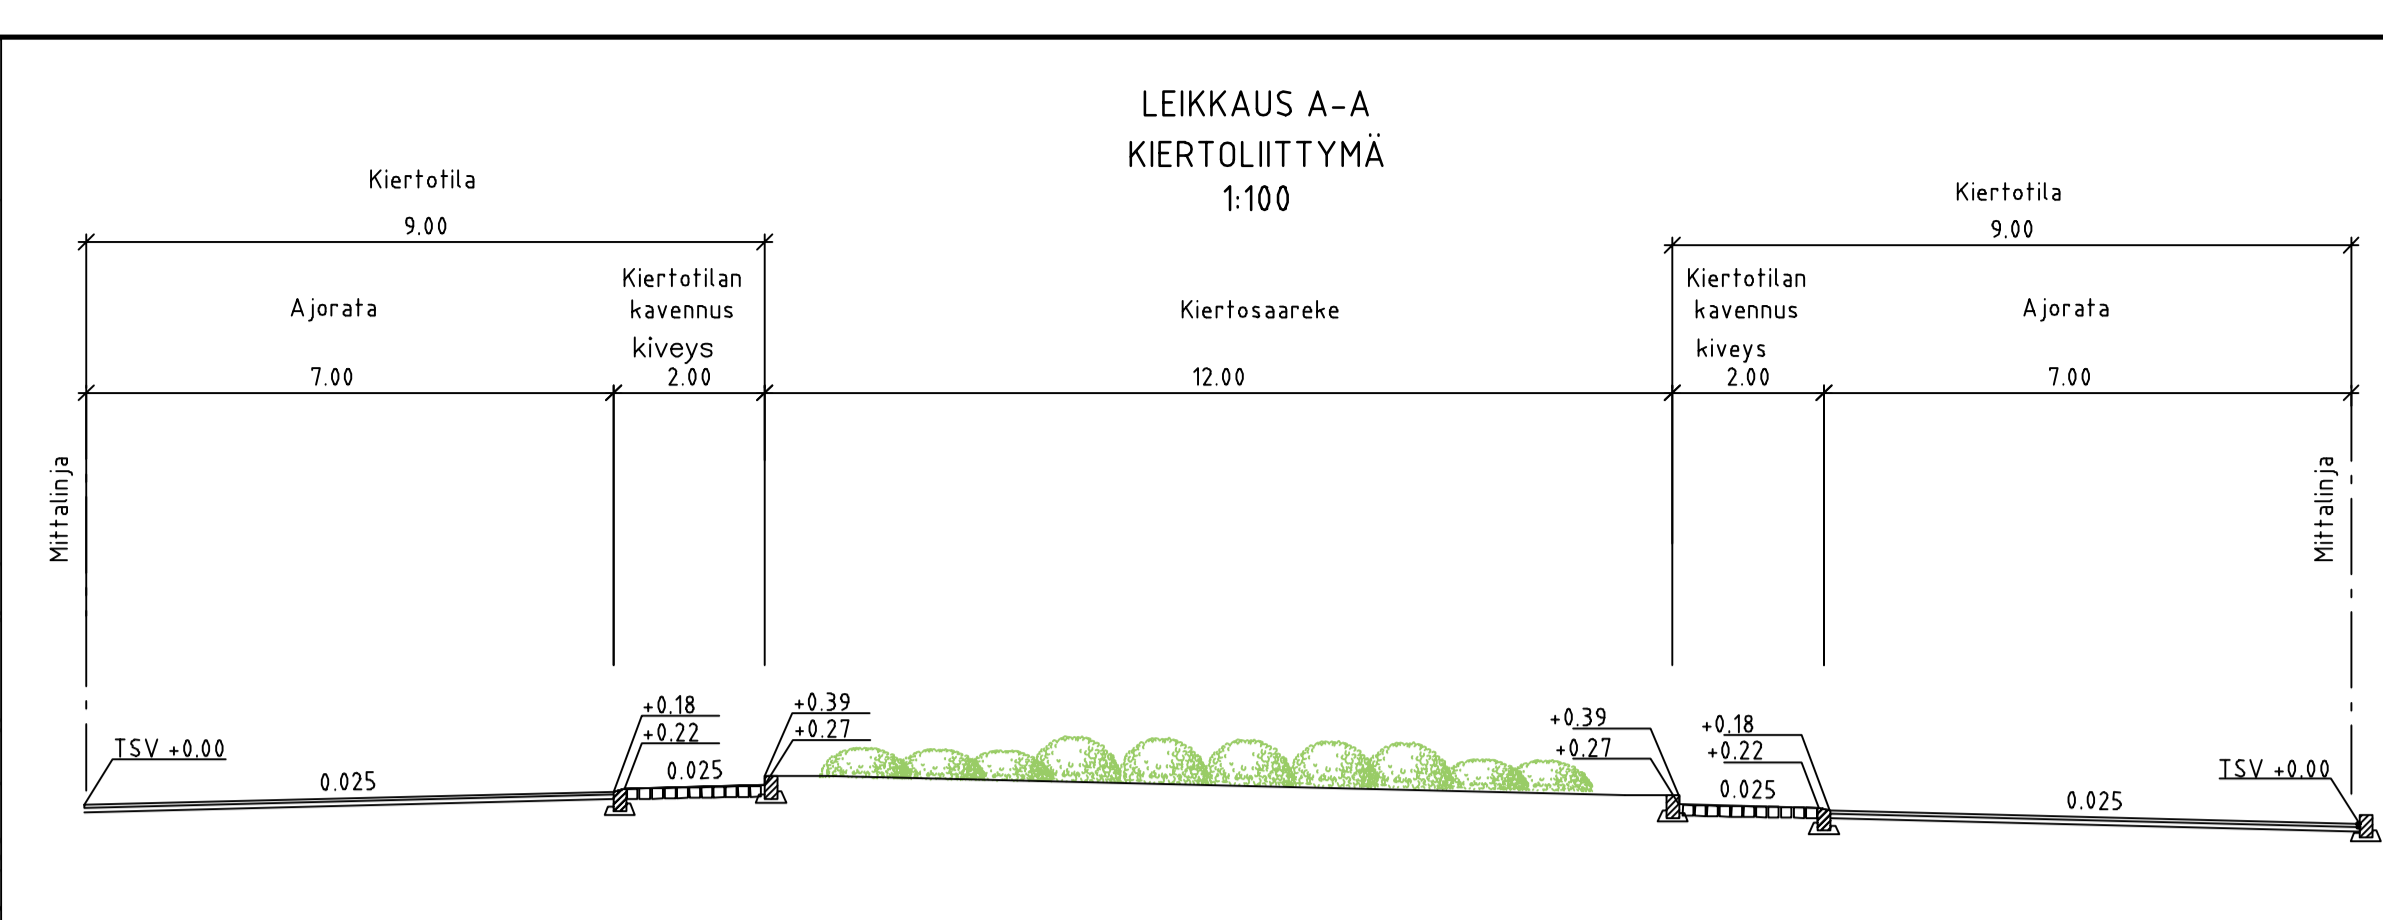 LEIKKAUS A-A
KIERTOLIITTYMÄ
1:100
Kiertotila
9.00
Kiertotila
9.00
Ajorata
7.00
Kiertotilan
kavennus
kiveys
2.00
Kiertosaareke
12.00
Kiertotilan
kavennus
kiveys
2.00
Ajorata
7.00
Mittalinja
Mittalinja
TSV +0.00
0.025
+0.18
+0.22
0.025
+0.39
+0.27
+0.39
+0.27
+0.18
+0.22
0.025
0.025
TSV +0.00